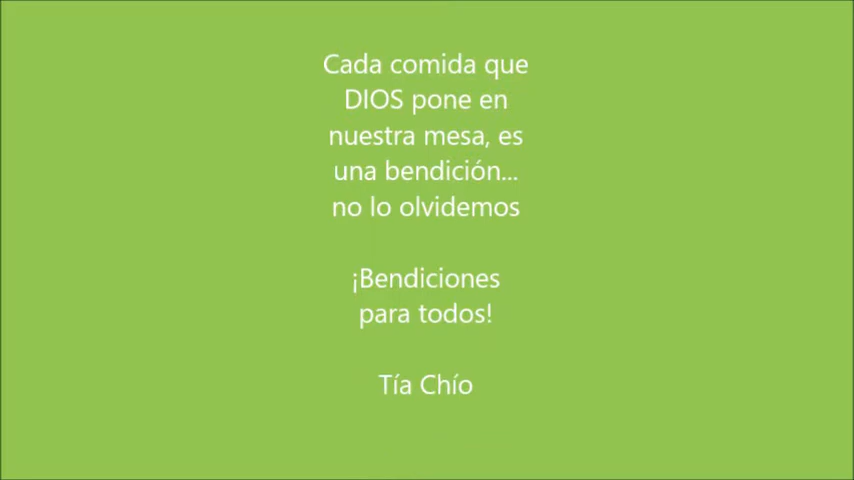 Cada comida que
DIOS pone en
nuestra mesa, es
una bendición...
no lo olvidemos
¡Bendiciones
para todos!
Tía Chío